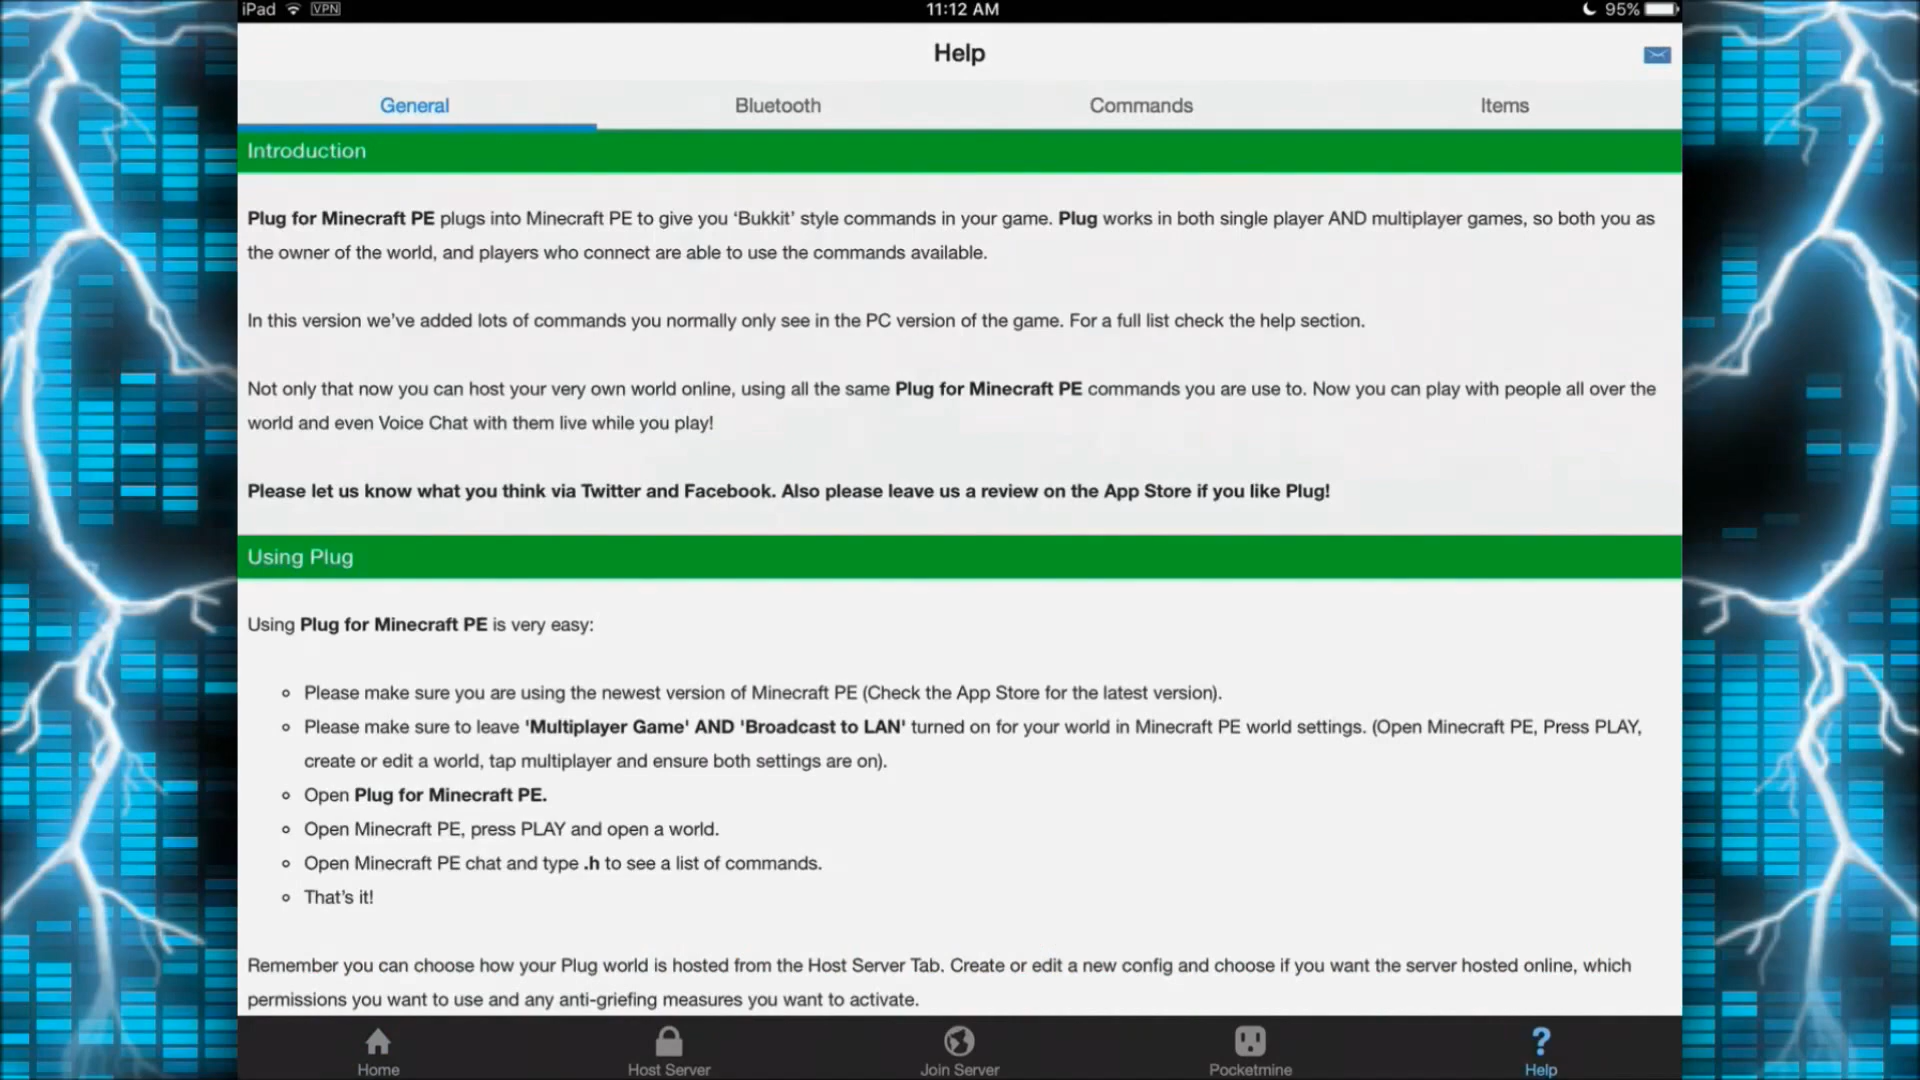 iPad VPN 11:12 AM 95%
Help
General Bluetooth Commands Items
Introduction
Plug for Minecraft PE plugs into Minecraft PE to give you ‘Bukkit’ style commands in your game. Plug works in both single player AND multiplayer games, so both you as
the owner of the world, and players who connect are able to use the commands available.
In this version we’ve added lots of commands you normally only see in the PC version of the game. For a full list check the help section.
Not only that now you can host your very own world online, using all the same Plug for Minecraft PE commands you are use to. Now you can play with people all over the
world and even Voice Chat with them live while you play!
Please let us know what you think via Twitter and Facebook. Also please leave us a review on the App Store if you like Plug!
Using Plug
Using Plug for Minecraft PE is very easy:
Please make sure you are using the newest version of Minecraft PE (Check the App Store for the latest version).
Please make sure to leave 'Multiplayer Game' AND 'Broadcast to LAN' turned on for your world in Minecraft PE world settings. (Open Minecraft PE, Press PLAY,
create or edit a world, tap multiplayer and ensure both settings are on).
Open Plug for Minecraft PE.
Open Minecraft PE, press PLAY and open a world.
Open Minecraft PE chat and type .h to see a list of commands.
That’s it!
Remember you can choose how your Plug world is hosted from the Host Server Tab. Create or edit a new config and choose if you want the server hosted online, which
permissions you want to use and any anti-griefing measures you want to activate.
Home Host Server Join Server Pocketmine Help